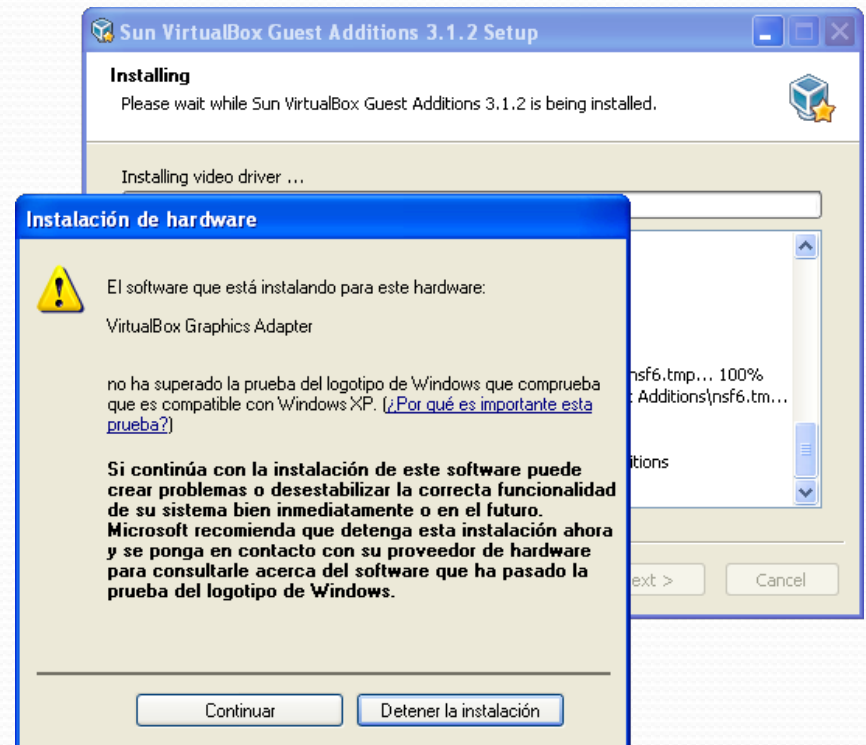 Sun VirtualBox Guest Additions 3.1.2 Setup
Installing
Please wait while Sun VirtualBox Guest Additions 3.1.2 is being installed.
Installing video driver ...
nsf6.tmp... 100%
Additions\nsf6.tm...
itions
ext >
Cancel
Instalación de hardware
El software que está instalando para este hardware:
VirtualBox Graphics Adapter
no ha superado la prueba del logotipo de Windows que comprueba
que es compatible con Windows XP. (¿Por qué es importante esta
prueba?)
Si continúa con la instalación de este software puede
crear problemas o desestabilizar la correcta funcionalidad
de su sistema bien inmediatamente o en el futuro.
Microsoft recomienda que detenga esta instalación ahora
y se ponga en contacto con su proveedor de hardware
para consultarle acerca del software que ha pasado la
prueba del logotipo de Windows.
Continuar
Detener la instalación